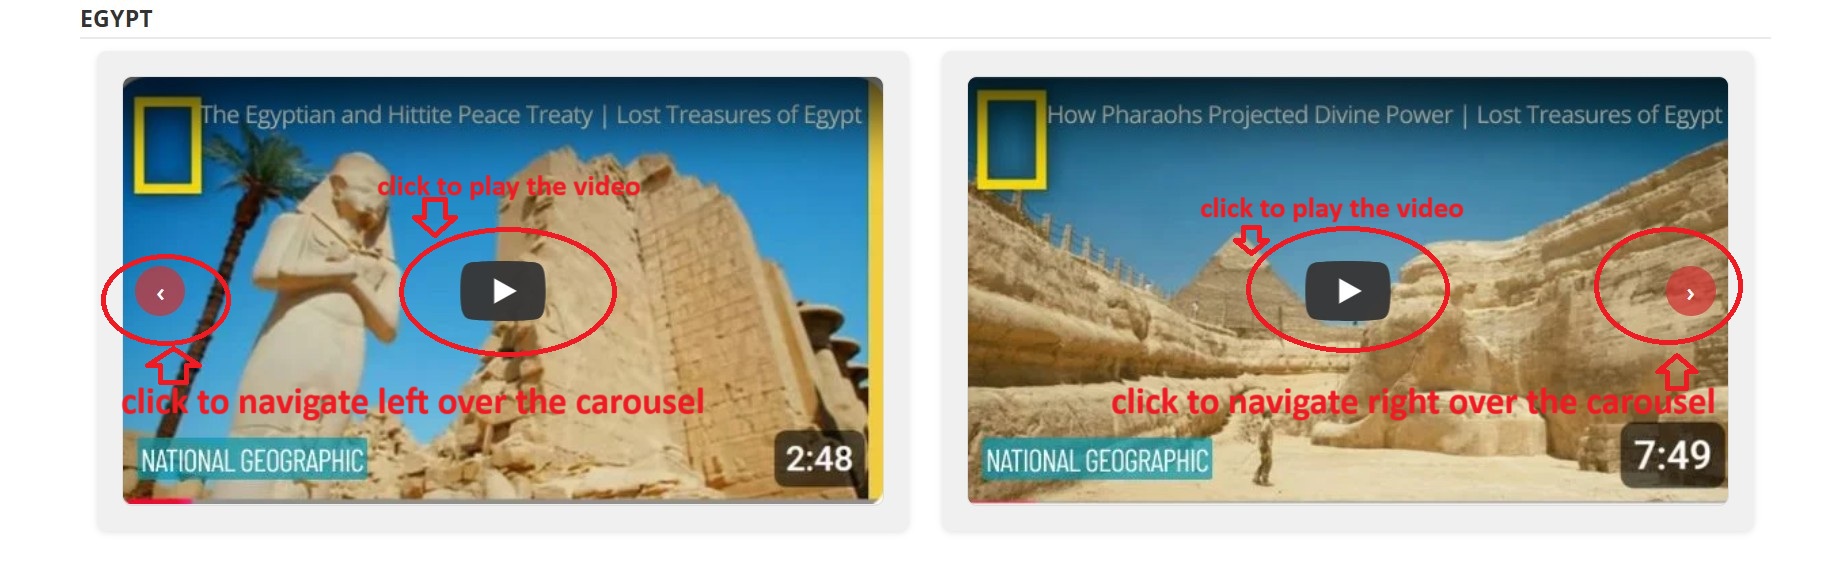 EGYPT
The Egyptian and Hittite Peace Treaty | Lost Treasures of Egypt
click to play the video
‹
click to navigate left over the carousel
NATIONAL GEOGRAPHIC
2:48
How Pharaohs Projected Divine Power | Lost Treasures of Egypt
click to play the video
›
click to navigate right over the carousel
NATIONAL GEOGRAPHIC
7:49